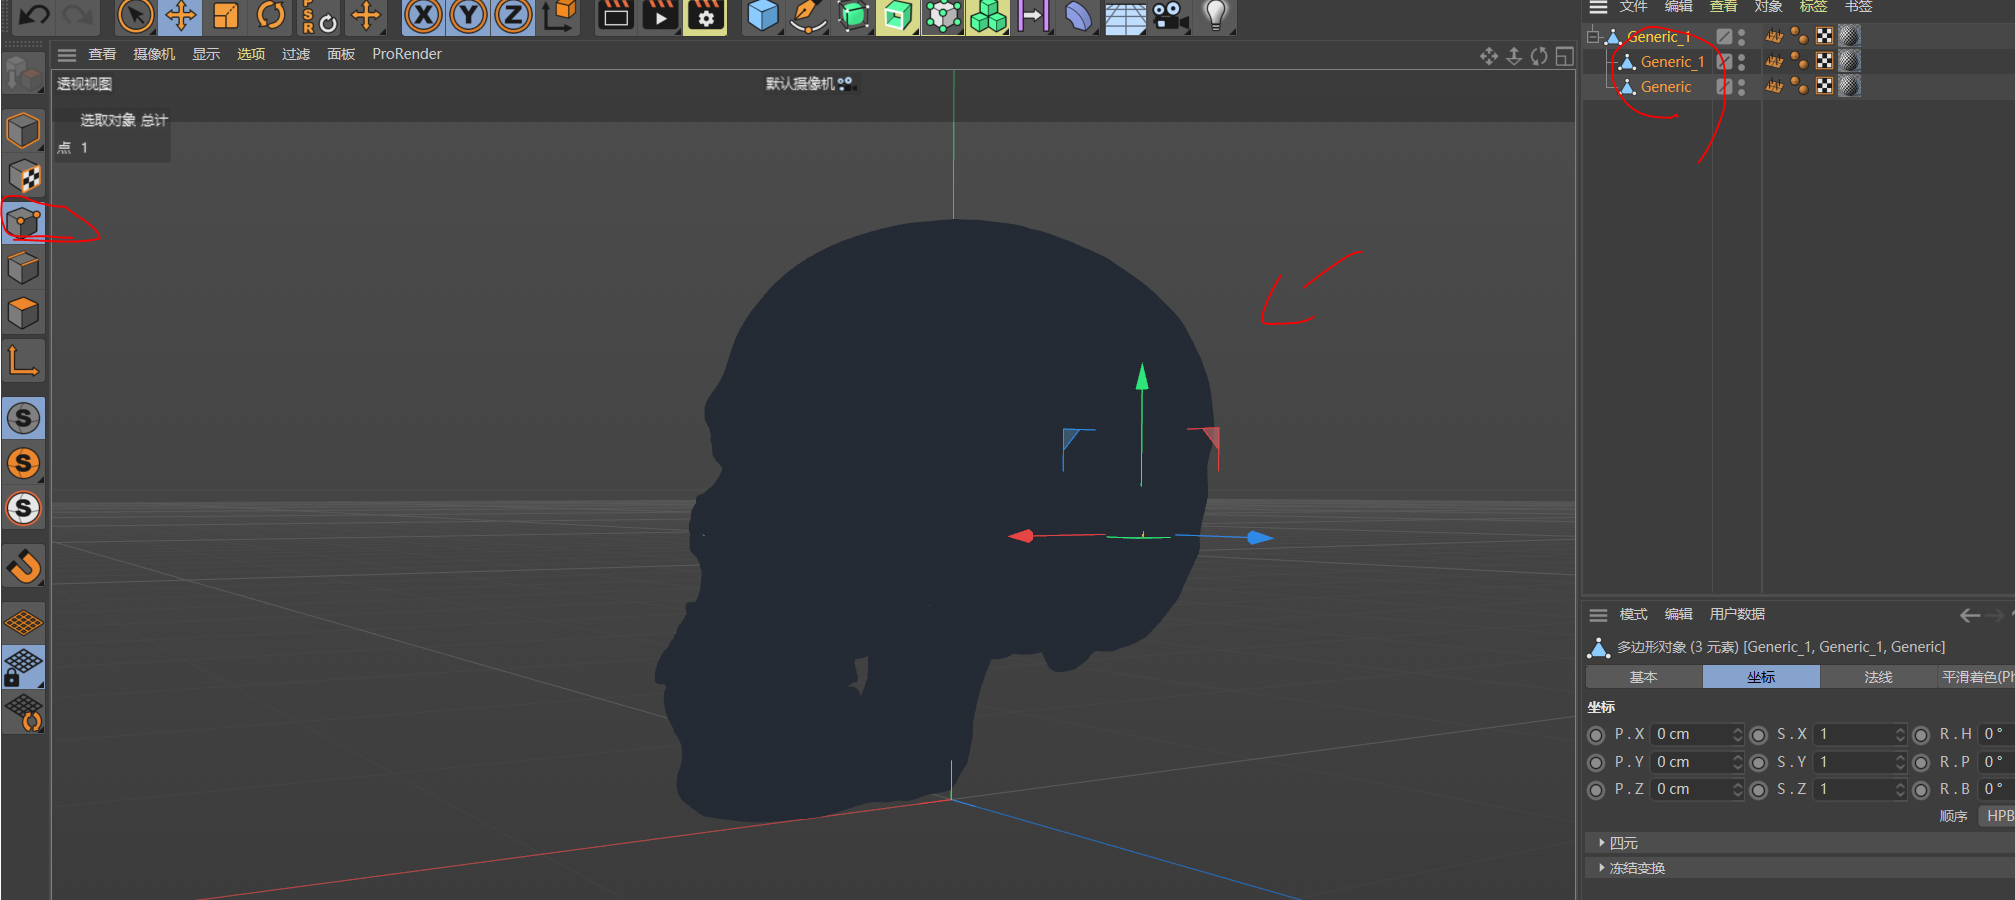 P S R
X Y Z
查看 摄像机 显示 选项 过滤 面板 ProRender
透视视图
默认摄像机
选取对象 总计
点 1
S
S
S
文件 编辑 查看 对象 标签 书签
Generic_1
Generic_1
Generic
模式 编辑 用户数据
多边形对象 (3 元素) [Generic_1, Generic_1, Generic]
基本 坐标 法线 平滑着色(Ph
坐标
P . X 0 cm S . X 1 R . H 0 °
P . Y 0 cm S . Y 1 R . P 0 °
P . Z 0 cm S . Z 1 R . B 0 °
顺序 HPB
四元
冻结变换